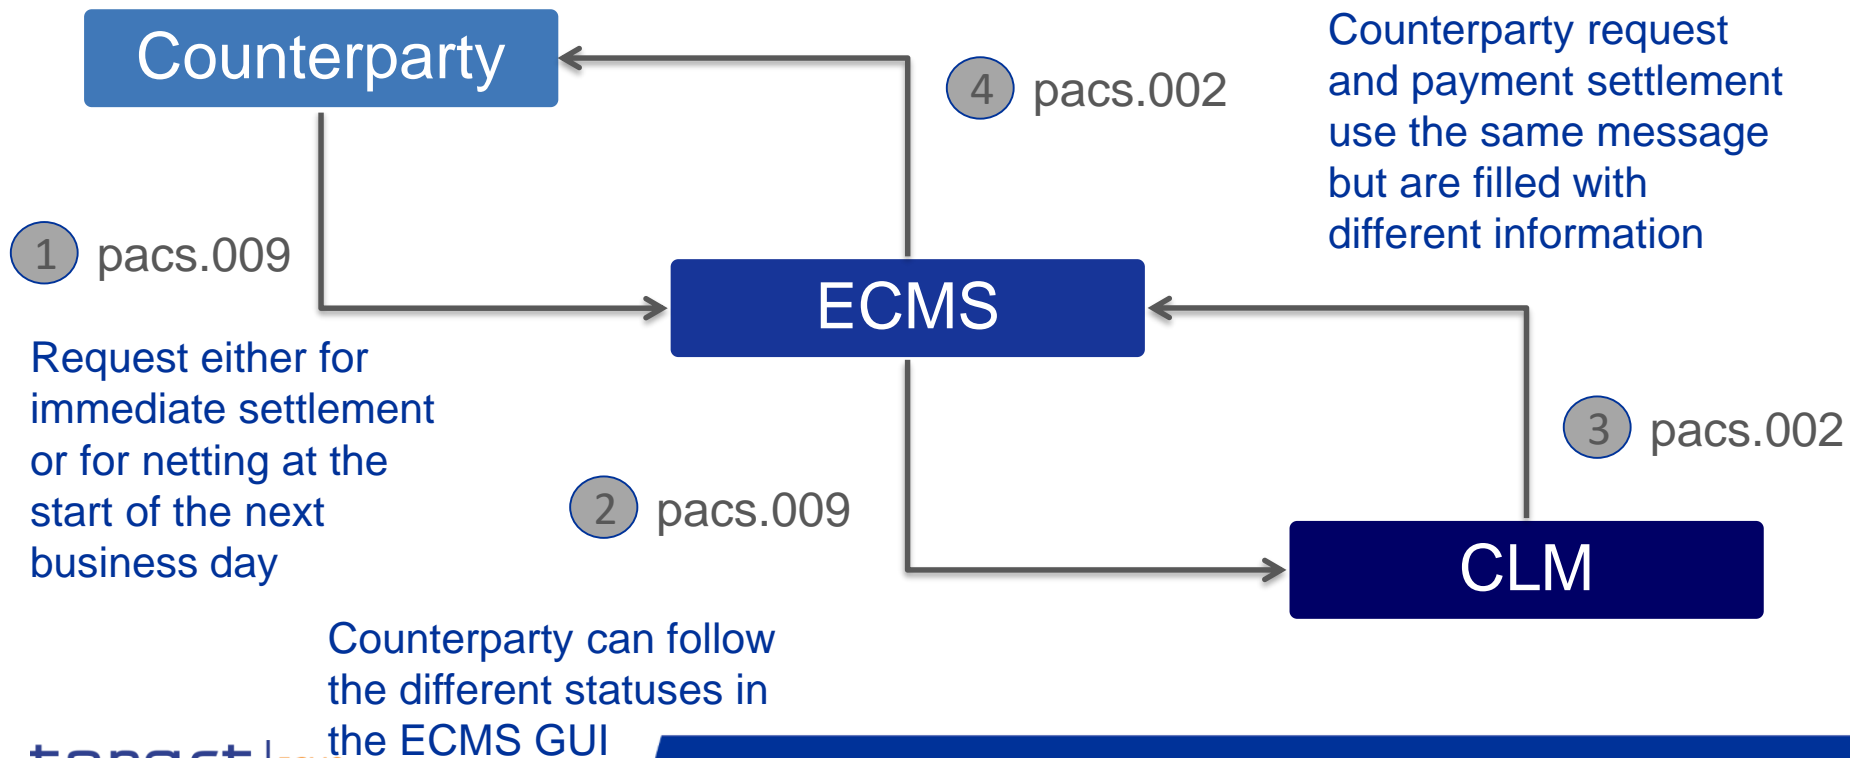 Counterparty
4 pacs.002
Counterparty request
and payment settlement
use the same message
but are filled with
different information
1 pacs.009
ECMS
Request either for
immediate settlement
or for netting at the
start of the next
business day
3 pacs.002
2 pacs.009
CLM
Counterparty can follow
the different statuses in
the ECMS GUI
target